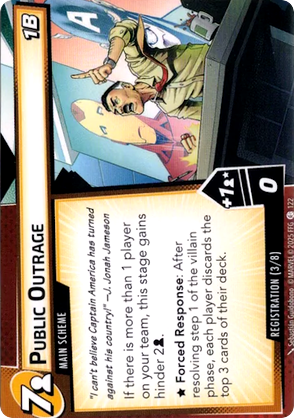 1B
PUBLIC OUTRAGE
MAIN SCHEME
7
"I can't believe Captain America has turned
against his country!" –J. Jonah Jameson
If there is more than 1 player
on your team, this stage gains
hinder 2.
★ Forced Response: After
resolving step 1 of the villain
phase, each player discards the
top 3 cards of their deck.
+1
0
REGISTRATION (3/8)
Sebastin Guidobono © MARVEL © 2025 FFG 122